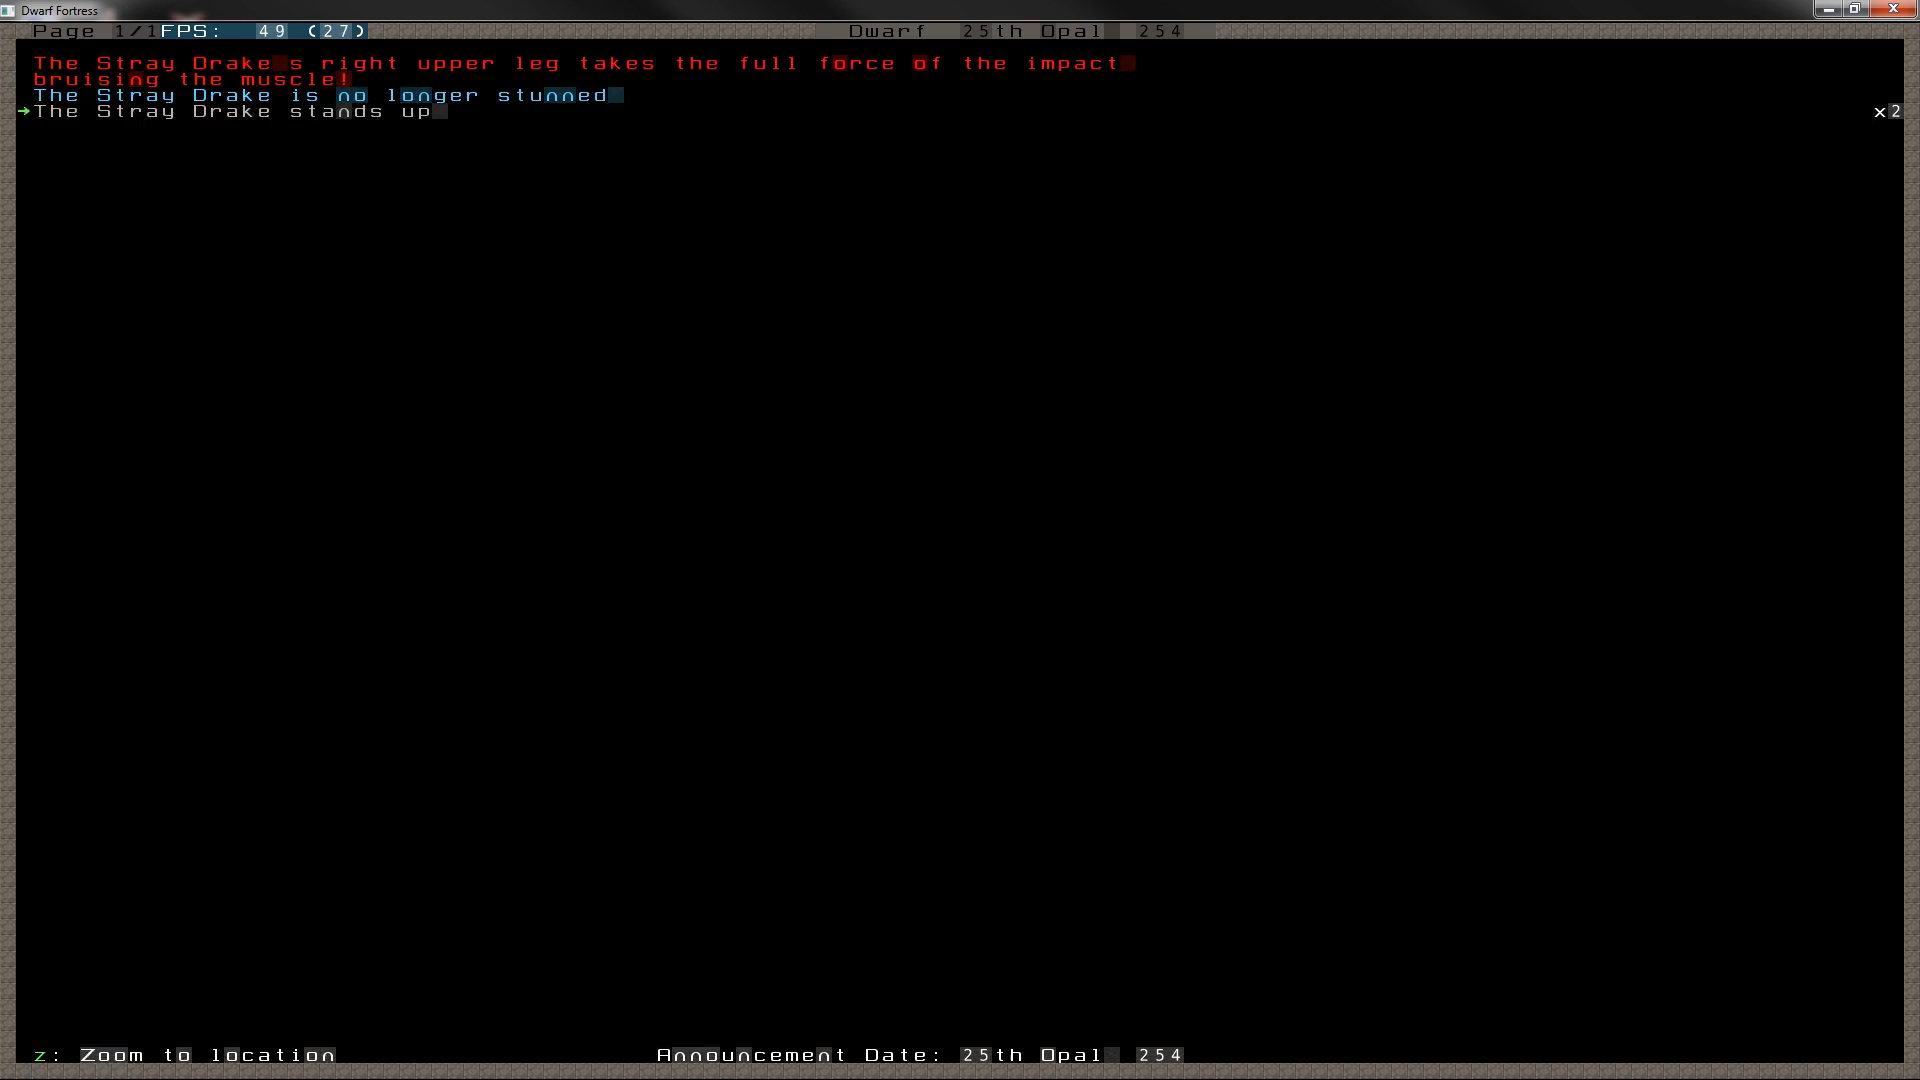 Dwarf Fortress
Page 1/1 FPS: 49 (27) Dwarf 25th Opal 254
The Stray Drake s right upper leg takes the full force of the impact
bruising the muscle!
The Stray Drake is no longer stunned
→The Stray Drake stands up x2
z: Zoom to location Announcement Date: 25th Opal 254